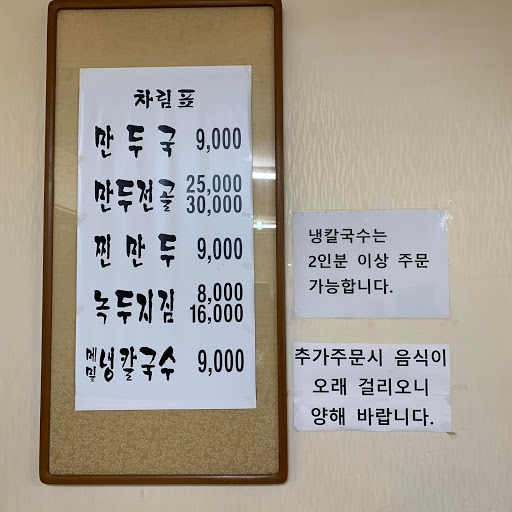 차림표
만두국 9,000
만두전골 25,000
30,000
찐만두 9,000
녹두지짐 8,000
16,000
메밀냉칼국수 9,000
냉칼국수는
2인분 이상 주문
가능합니다.
추가주문시 음식이
오래 걸리오니
양해 바랍니다.